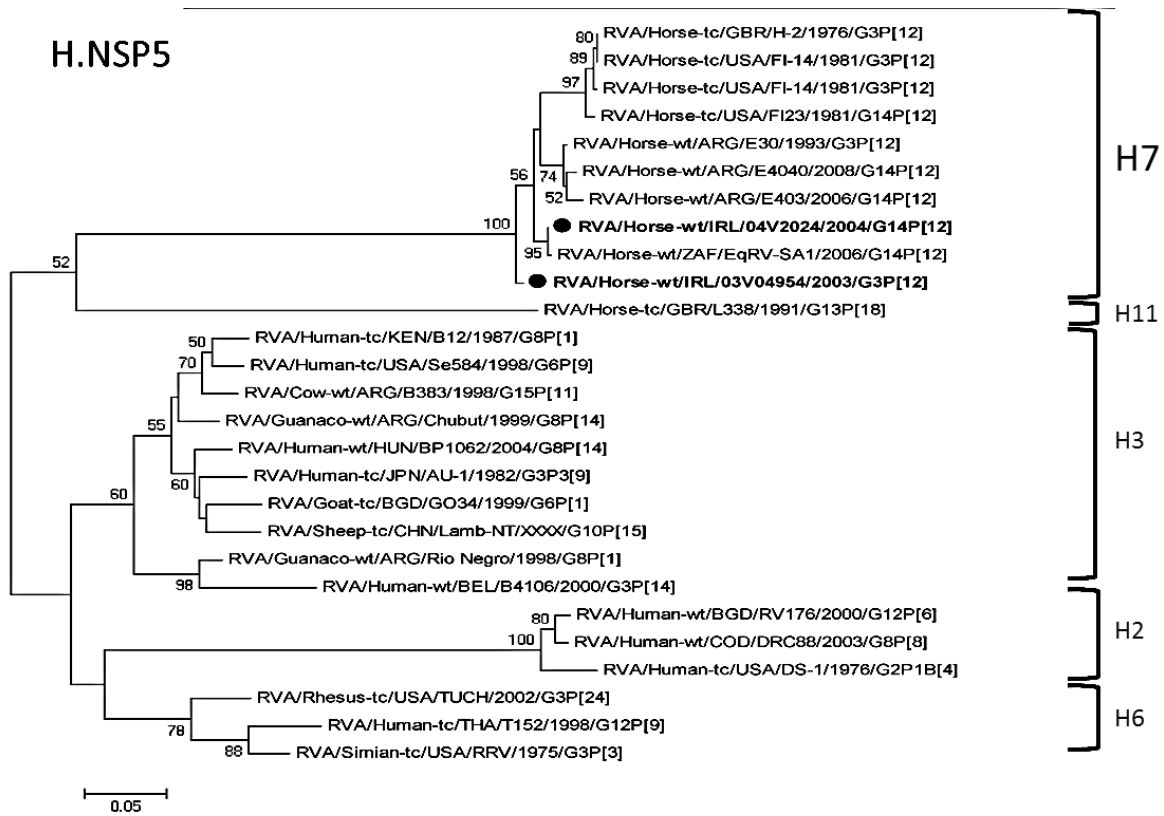 H.NSP5
80
RVA/Horse-tc/GBR/H-2/1976/G3P[12]
89
RVA/Horse-tc/USA/FI-14/1981/G3P[12]
97
RVA/Horse-tc/USA/FI-14/1981/G3P[12]
RVA/Horse-tc/USA/FI23/1981/G14P[12]
RVA/Horse-wt/ARG/E30/1993/G3P[12]
H7
56
74
RVA/Horse-wt/ARG/E4040/2008/G14P[12]
52
RVA/Horse-wt/ARG/E403/2006/G14P[12]
100
RVA/Horse-wt/IRL/04V2024/2004/G14P[12]
95
RVA/Horse-wt/ZAF/EqRV-SA1/2006/G14P[12]
52
RVA/Horse-wt/IRL/03V04954/2003/G3P[12]
RVA/Horse-tc/GBR/L338/1991/G13P[18]
H11
50
RVA/Human-tc/KEN/B12/1987/G8P[1]
70
RVA/Human-tc/USA/Se584/1998/G6P[9]
RVA/Cow-wt/ARG/B383/1998/G15P[11]
55
RVA/Guanaco-wt/ARG/Chubut/1999/G8P[14]
H3
RVA/Human-wt/HUN/BP1062/2004/G8P[14]
60
RVA/Human-tc/JPN/AU-1/1982/G3P3[9]
60
RVA/Goat-tc/BGD/GO34/1999/G6P[1]
RVA/Sheep-tc/CHN/Lamb-NT/XXXX/G10P[15]
RVA/Guanaco-wt/ARG/Rio Negro/1998/G8P[1]
98
RVA/Human-wt/BEL/B4106/2000/G3P[14]
80
RVA/Human-wt/BGD/RV176/2000/G12P[6]
H2
100
RVA/Human-wt/COD/DRC88/2003/G8P[8]
RVA/Human-tc/USA/DS-1/1976/G2P1B[4]
RVA/Rhesus-tc/USA/TUCH/2002/G3P[24]
H6
78
RVA/Human-tc/THA/T152/1998/G12P[9]
88
RVA/Simian-tc/USA/RRV/1975/G3P[3]
0.05